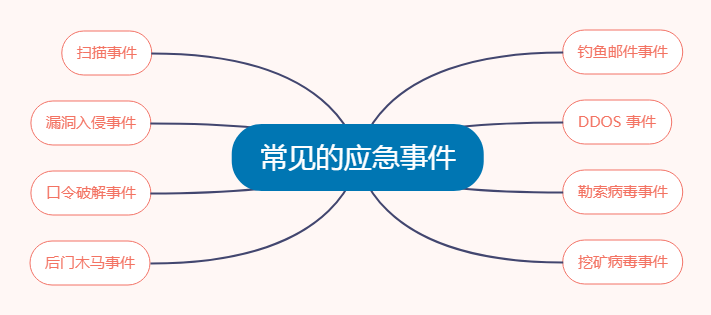 常见的应急事件
扫描事件
漏洞入侵事件
口令破解事件
后门木马事件
钓鱼邮件事件
DDOS 事件
勒索病毒事件
挖矿病毒事件